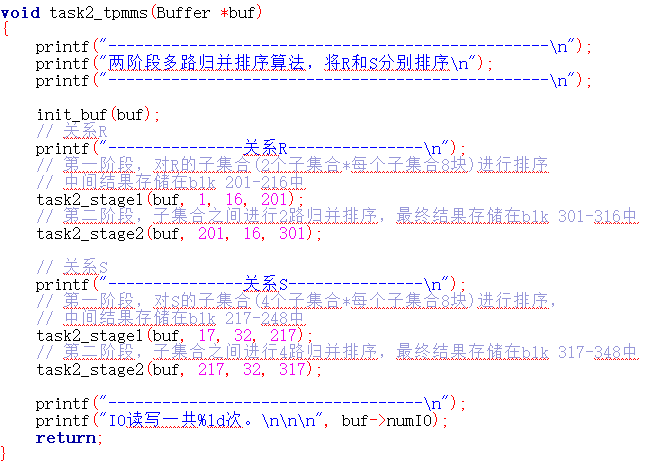 void task2_tpmms(Buffer *buf)
{
    printf("-------------------------------------------------\n");
    printf("两阶段多路归并排序算法，将R和S分别排序\n");
    printf("-------------------------------------------------\n");

    init_buf(buf);
    // 关系R
    printf("---------------关系R---------------\n");
    // 第一阶段，对R的子集合(2个子集合*每个子集合8块)进行排序
    // 中间结果存储在blk 201-216中
    task2_stage1(buf, 1, 16, 201);
    // 第二阶段，子集合之间进行2路归并排序，最终结果存储在blk 301-316中
    task2_stage2(buf, 201, 16, 301);

    // 关系S
    printf("---------------关系S---------------\n");
    // 第一阶段，对S的子集合(4个子集合*每个子集合8块)进行排序，
    // 中间结果存储在blk 217-248中
    task2_stage1(buf, 17, 32, 217);
    // 第二阶段，子集合之间进行4路归并排序，最终结果存储在blk 317-348中
    task2_stage2(buf, 217, 32, 317);

    printf("-----------------------------------\n");
    printf("IO读写一共%ld次。\n\n\n", buf->numIO);
    return;
}